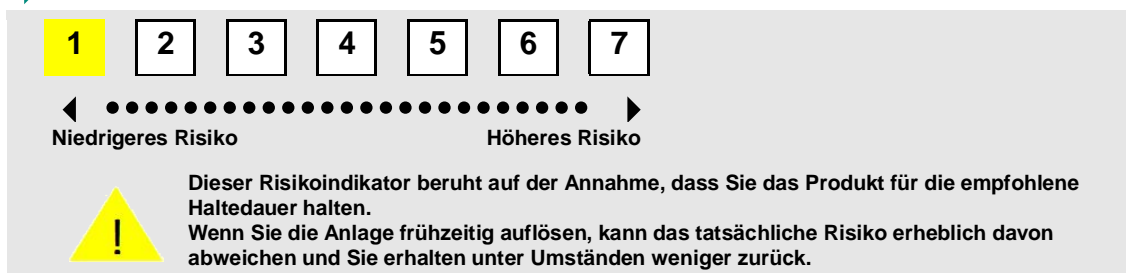 1 2 3 4 5 6 7
Niedrigeres Risiko Höheres Risiko
Dieser Risikoindikator beruht auf der Annahme, dass Sie das Produkt für die empfohlene
Haltedauer halten.
!
Wenn Sie die Anlage frühzeitig auflösen, kann das tatsächliche Risiko erheblich davon
abweichen und Sie erhalten unter Umständen weniger zurück.